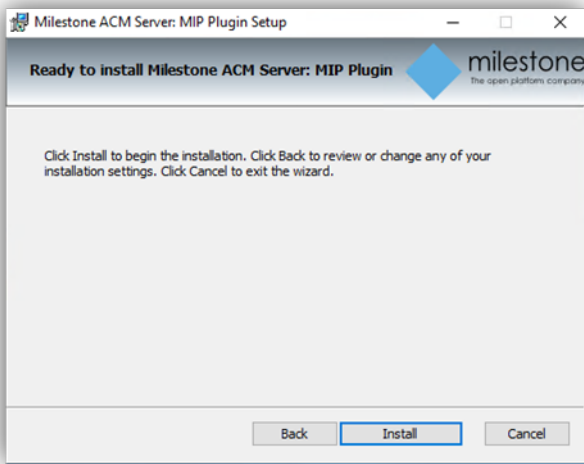 Milestone ACM Server: MIP Plugin Setup
Ready to install Milestone ACM Server: MIP Plugin
milestone
The open platform company
Click Install to begin the installation. Click Back to review or change any of your
installation settings. Click Cancel to exit the wizard.
Back
Install
Cancel